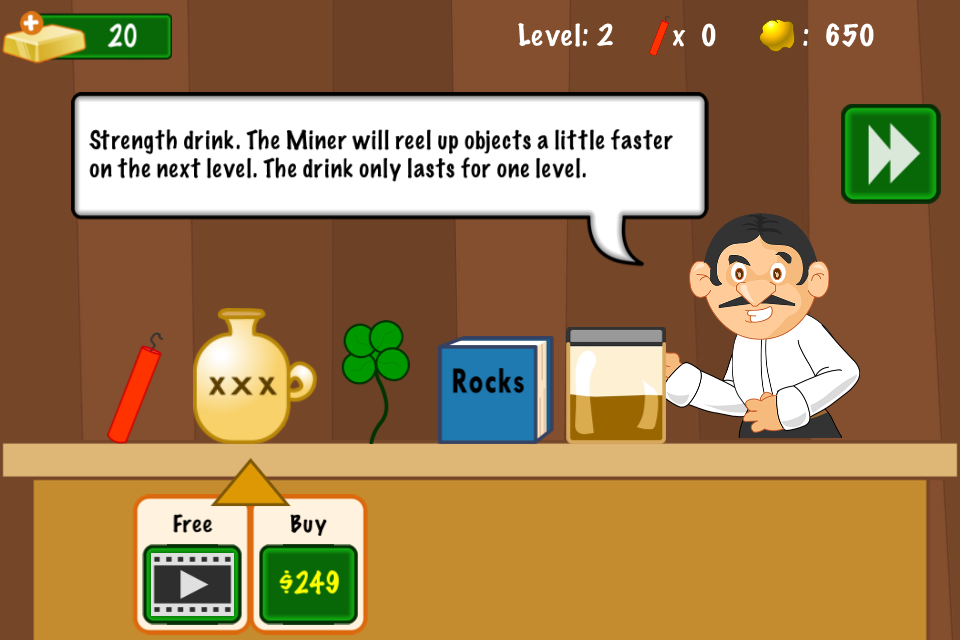 20
Level: 2
x 0
: 650
Strength drink. The Miner will reel up objects a little faster
on the next level. The drink only lasts for one level.
xxx
Rocks
Free
Buy
$249